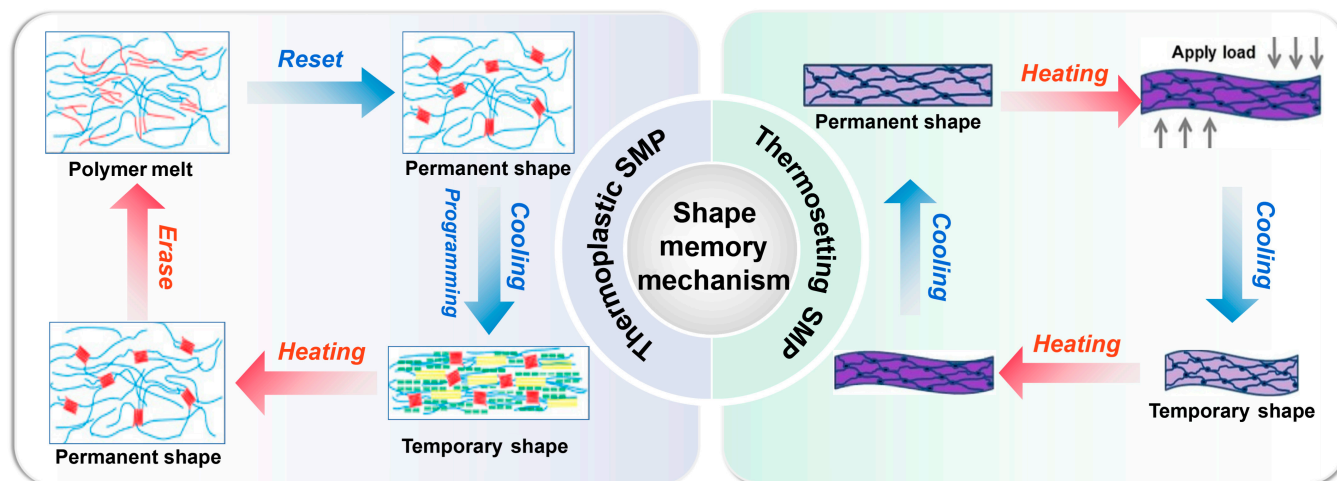 Reset
Polymer melt
Permanent shape
Erase
Cooling
Programming
Heating
Permanent shape
Temporary shape
Thermoplastic SMP
Shape
memory
mechanism
Thermosetting SMP
Permanent shape
Heating
Apply load
Cooling
Cooling
Heating
Temporary shape